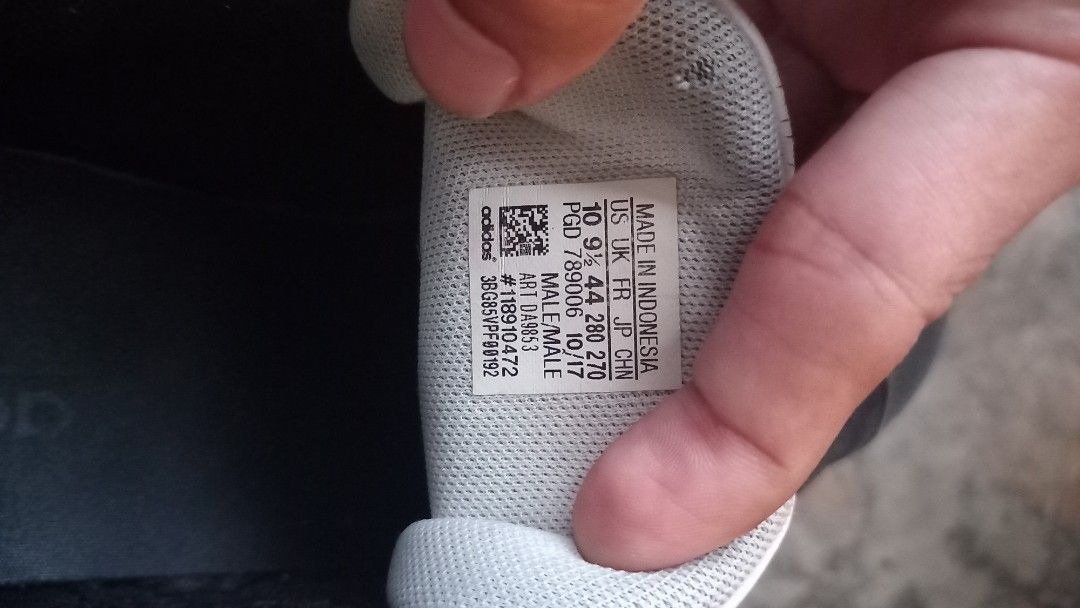 MADE IN INDONESIA
US UK FR JP CHN
10 9½ 44 280 270
PGD 789006 10/17
MALE/MALE
ART DA9853
#118910472
adidas® 3BG85VPF00192